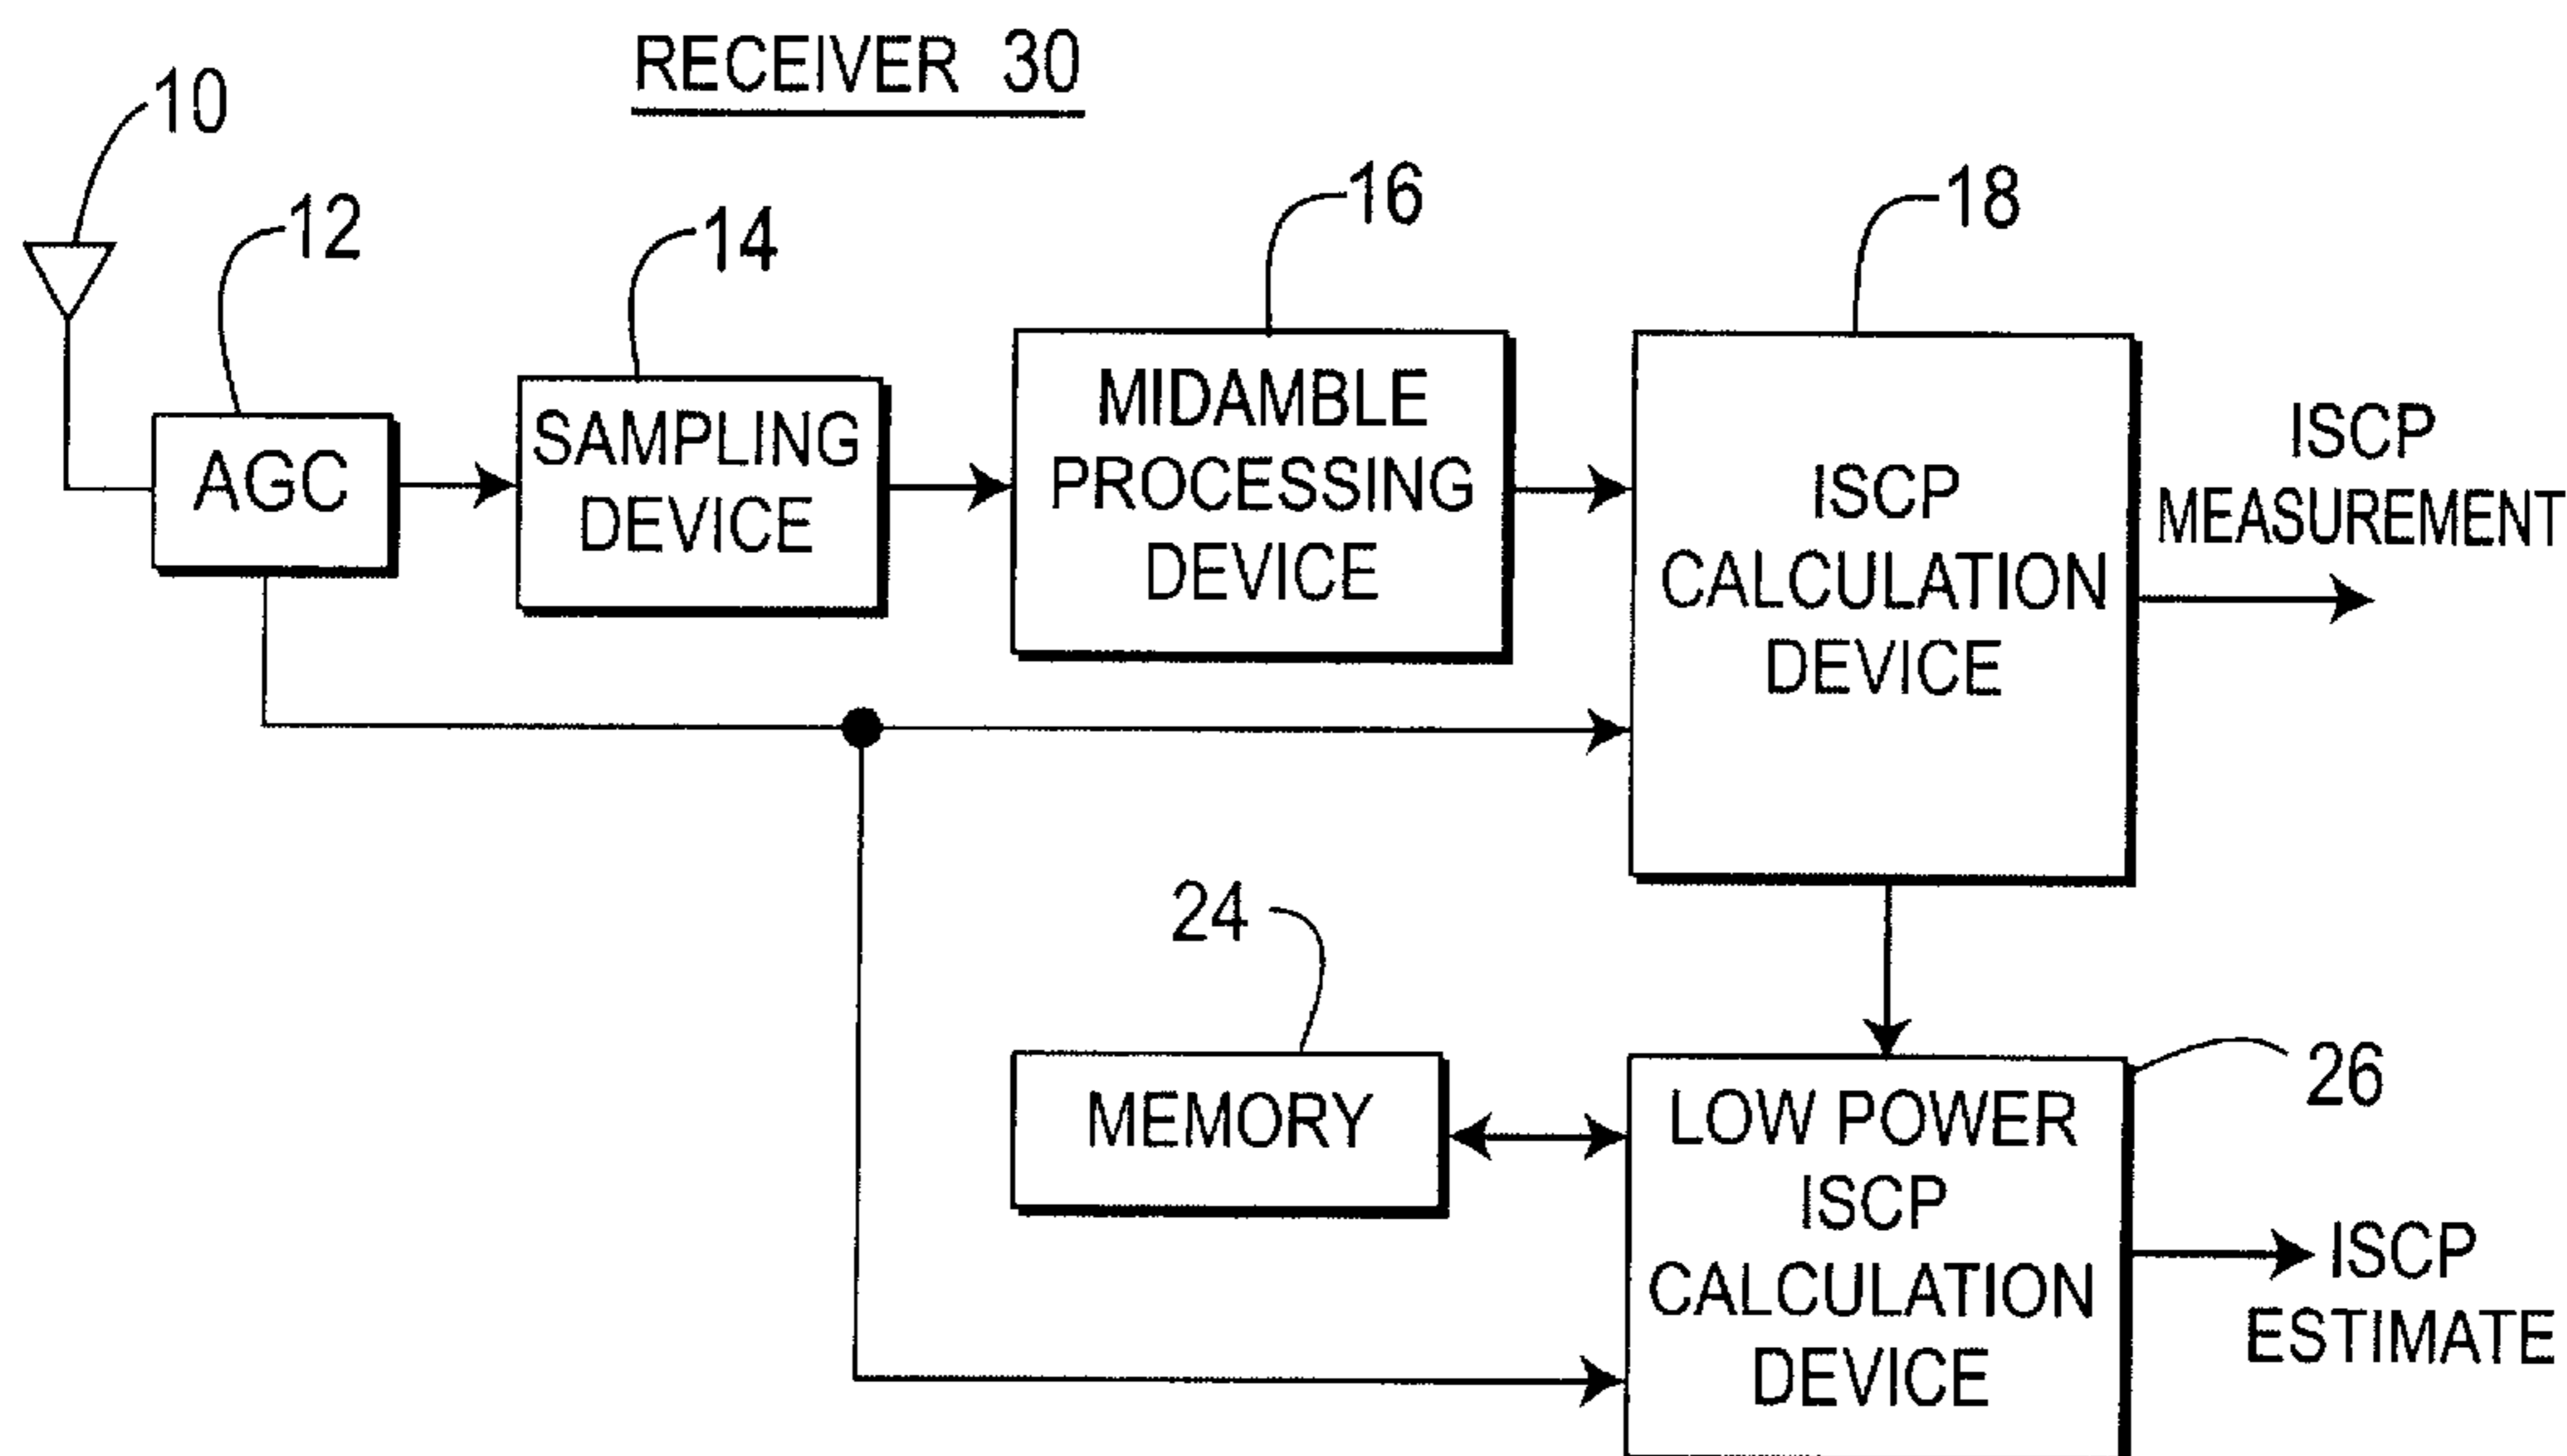 RECEIVER 30
10
12
14
16
18
AGC
SAMPLING
DEVICE
MIDAMBLE
PROCESSING
DEVICE
ISCP
CALCULATION
DEVICE
ISCP
MEASUREMENT
24
MEMORY
26
LOW POWER
ISCP
CALCULATION
DEVICE
ISCP
ESTIMATE